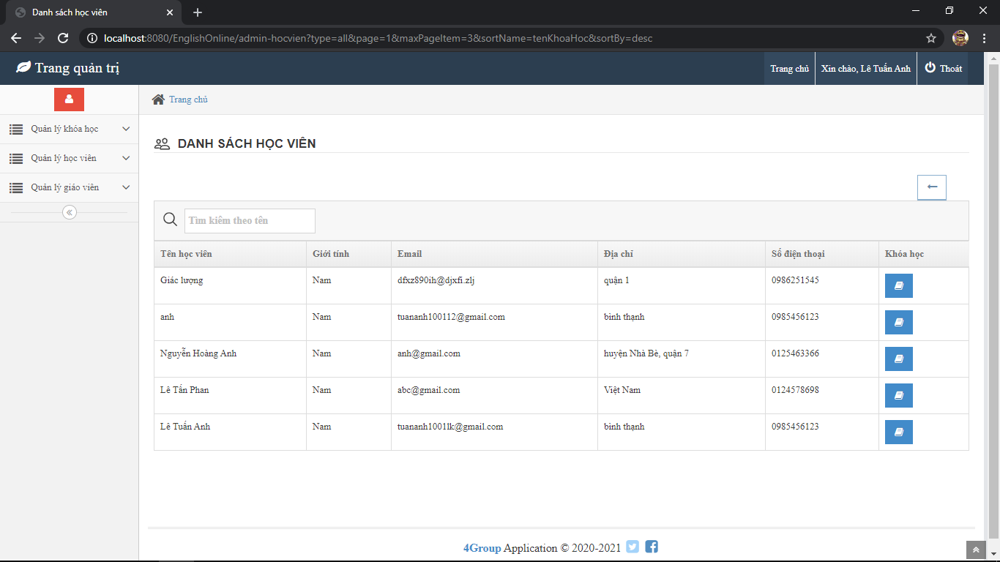 Danh sách học viên
localhost:8080/EnglishOnline/admin-hocvien?type=all&page=1&maxPageItem=3&sortName=tenKhoaHoc&sortBy=desc
Trang quản trị
Trang chủ Xin chào, Lê Tuấn Anh Thoát
Trang chủ
Quản lý khóa học
Quản lý học viên
Quản lý giáo viên
DANH SÁCH HỌC VIÊN
Tìm kiếm theo tên
Tên học viên Giới tính Email Địa chỉ Số điện thoại Khóa học
Giác lượng Nam dfxz890ih@djxfi.zlj quận 1 0986251545
anh Nam tuananh100112@gmail.com bình thạnh 0985456123
Nguyễn Hoàng Anh Nam anh@gmail.com huyện Nhà Bè, quận 7 0125463366
Lê Tấn Phan Nam abc@gmail.com Việt Nam 0124578698
Lê Tuấn Anh Nam tuananh1001lk@gmail.com bình thạnh 0985456123
4Group Application © 2020-2021